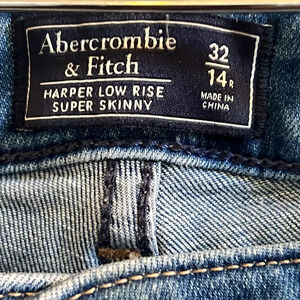 Abercrombie
& Fitch
HARPER LOW RISE
SUPER SKINNY
32
14R
MADE IN
CHINA